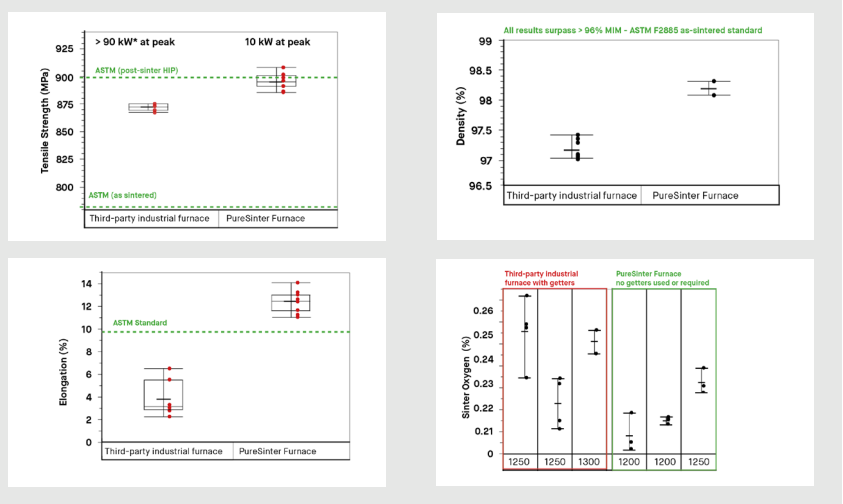 > 90 kW* at peak
10 kW at peak
Tensile Strength (MPa)
925
900
875
850
825
800
ASTM (post-sinter HIP)
ASTM (as sintered)
Third-party industrial furnace
PureSinter Furnace
All results surpass > 96% MIM - ASTM F2885 as-sintered standard
Density (%)
99
98.5
98
97.5
97
96.5
Third-party industrial furnace
PureSinter Furnace
Elongation (%)
14
12
10
8
6
4
2
0
ASTM Standard
Third-party industrial furnace
PureSinter Furnace
Third-party industrial
furnace with getters
PureSinter Furnace
no getters used or required
Sinter Oxygen (%)
0.26
0.25
0.24
0.23
0.22
0.21
0
1250
1250
1300
1200
1200
1250